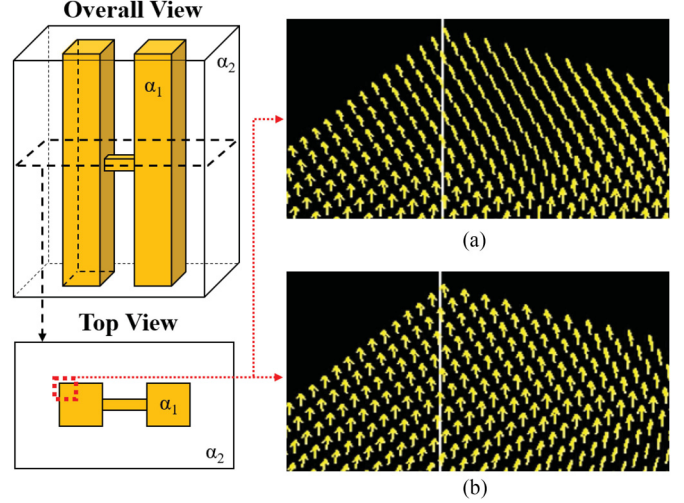 Overall View
α₂
α₁
(a)
Top View
α₁
α₂
(b)